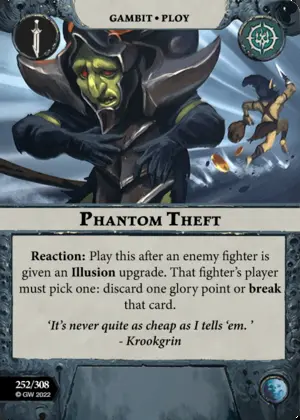 GAMBIT • PLOY
PHANTOM THEFT
Reaction: Play this after an enemy fighter is
given an Illusion upgrade. That fighter's player
must pick one: discard one glory point or break
that card.
‘It's never quite as cheap as I tells ‘em. ’
- Krookgrin
252/308
© GW 2022